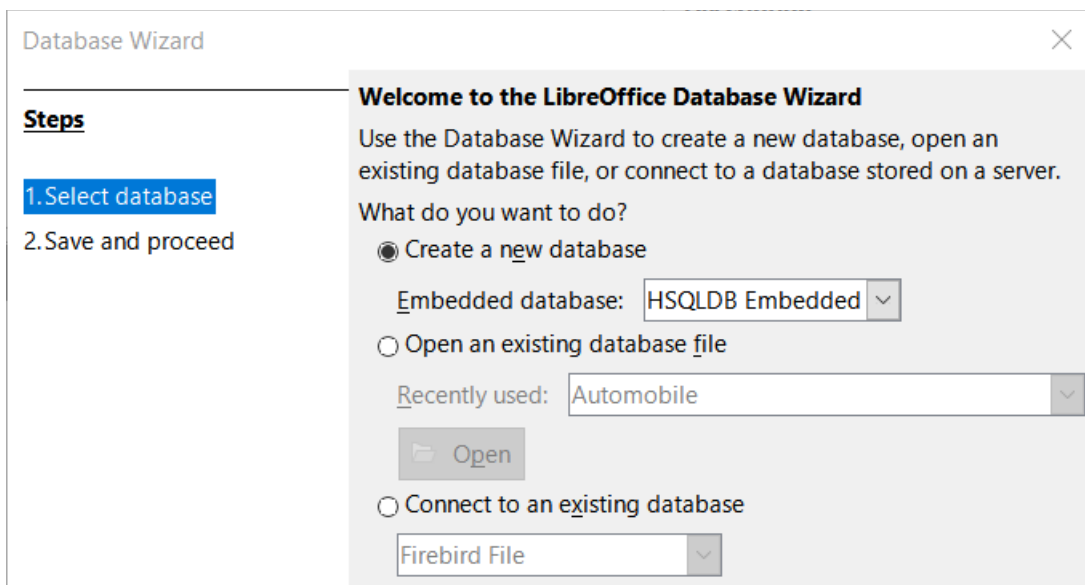 Database Wizard
Steps
1. Select database
2. Save and proceed
Welcome to the LibreOffice Database Wizard
Use the Database Wizard to create a new database, open an
existing database file, or connect to a database stored on a server.
What do you want to do?
Create a new database
Embedded database: HSQLDB Embedded
Open an existing database file
Recently used: Automobile
Open
Connect to an existing database
Firebird File